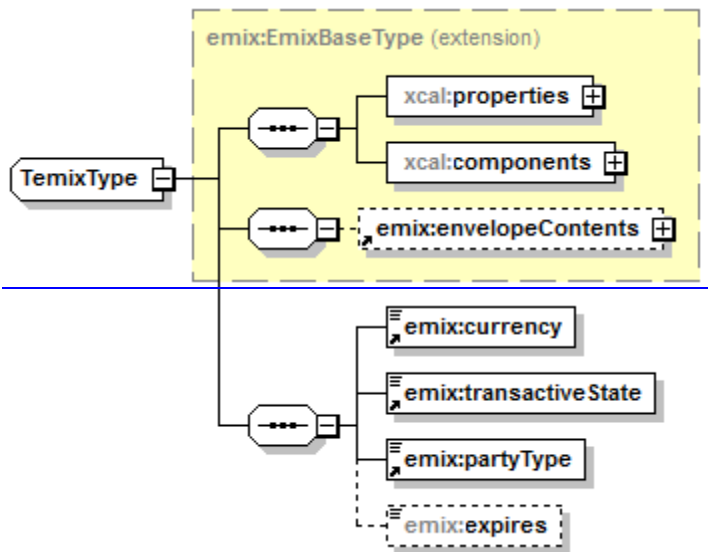 emix:EmixBaseType (extension)
xcal:properties
xcal:components
TemixType
emix:envelopeContents
emix:currency
emix:transactiveState
emix:partyType
emix:expires